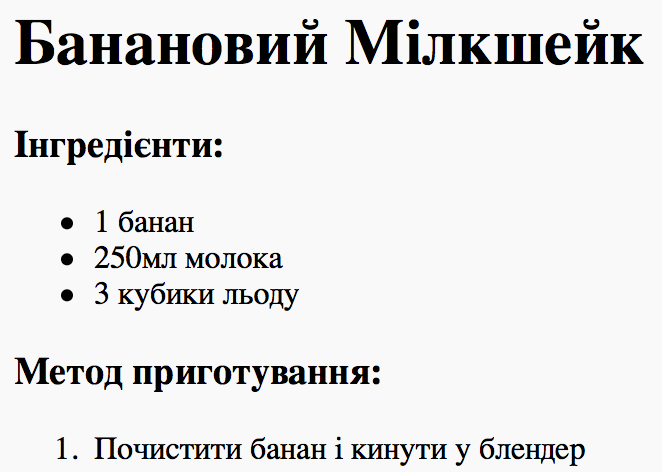 Банановий Мілкшейк
Інгредієнти:
• 1 банан
• 250мл молока
• 3 кубики льоду
Метод приготування:
1. Почистити банан і кинути у блендер